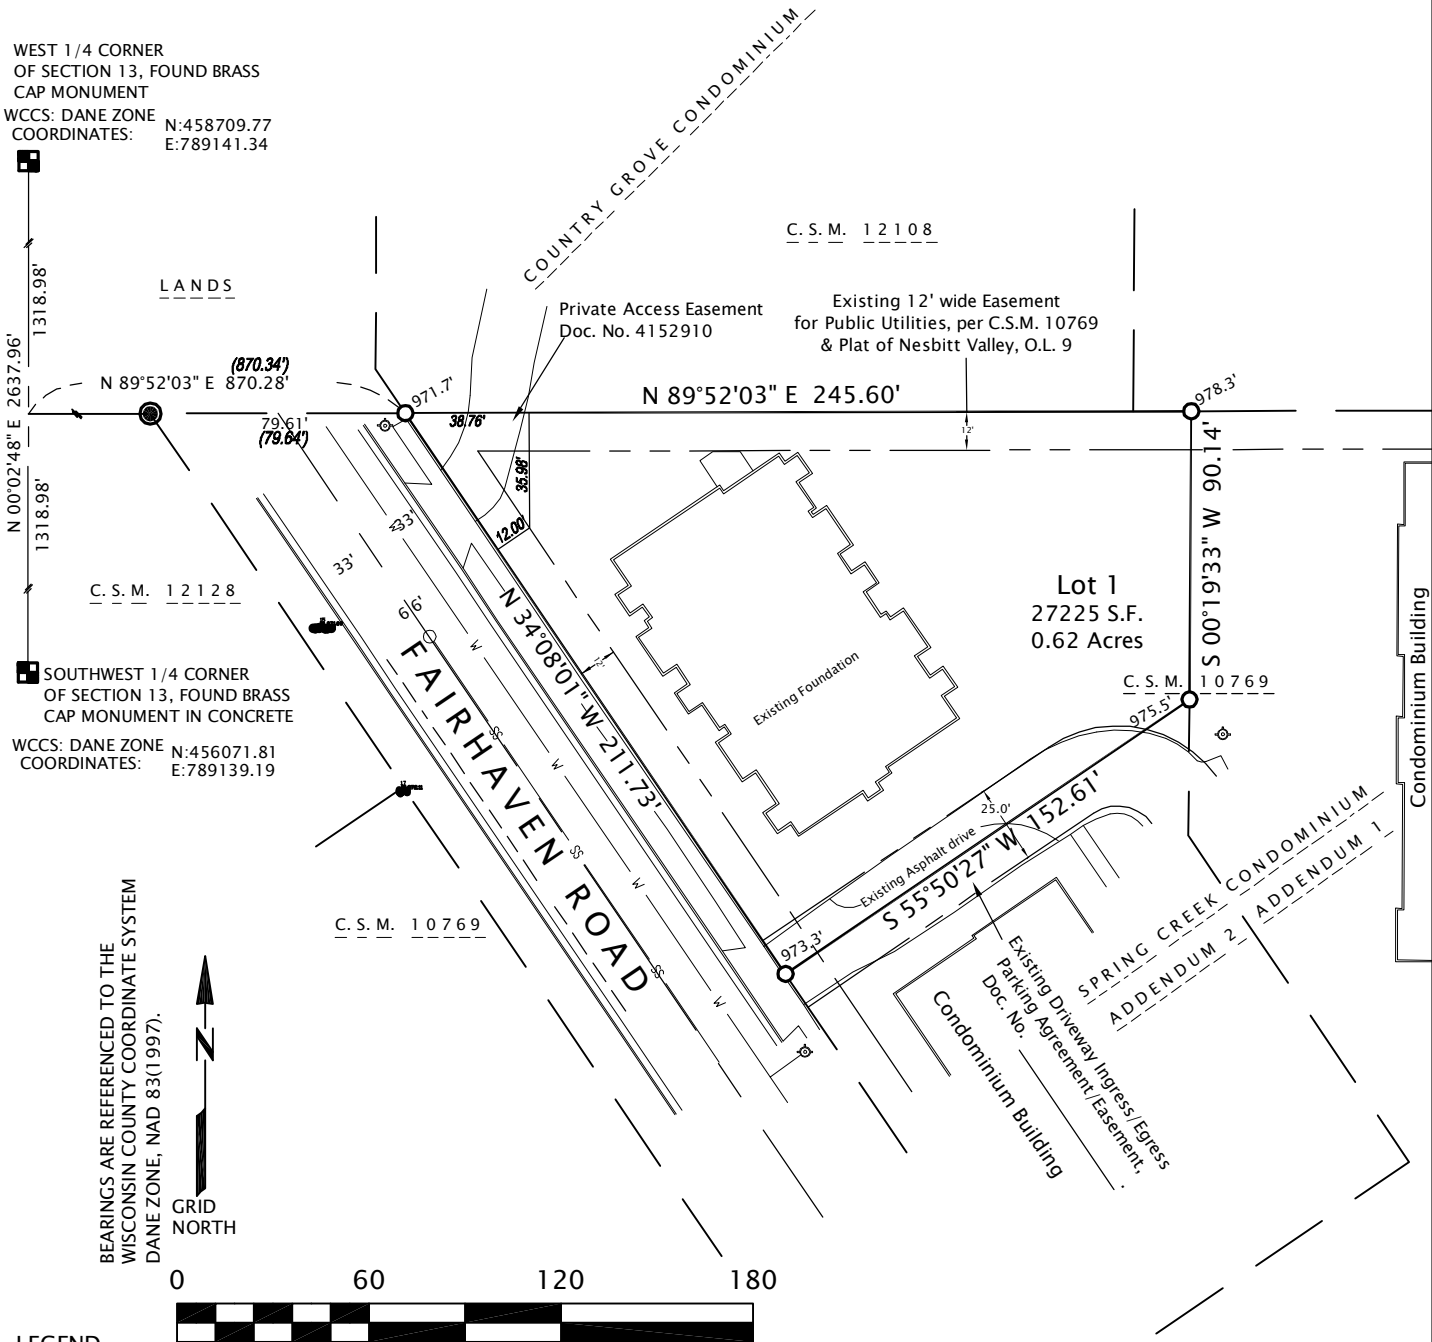 WEST 1/4 CORNER
OF SECTION 13, FOUND BRASS
CAP MONUMENT
WCCS: DANE ZONE
COORDINATES:
N:458709.77
E:789141.34
COUNTRY GROVE CONDOMINIUM
C.S.M. 12108
LANDS
1318.98'
N 00°02'48" E 2637.96'
1318.98'
Private Access Easement
Doc. No. 4152910
Existing 12' wide Easement
for Public Utilities, per C.S.M. 10769
& Plat of Nesbitt Valley, O.L. 9
(870.34')
N 89°52'03" E 870.28'
971.7'
N 89°52'03" E 245.60'
978.3'
79.61'
(79.64')
38.76'
12'
35.98'
12.00'
33'
33'
66'
W
S 00°19'33" W 90.14'
C.S.M. 12128
Lot 1
27225 S.F.
0.62 Acres
N 34°08'01" W 211.73'
12'
Existing Foundation
C.S.M. 10769
975.5'
Condominium Building
SOUTHWEST 1/4 CORNER
OF SECTION 13, FOUND BRASS
CAP MONUMENT IN CONCRETE
WCCS: DANE ZONE
COORDINATES:
N:456071.81
E:789139.19
FAIRHAVEN ROAD
W
SS
W
SS
W
SS
W
25.0'
Existing Asphalt drive
S 55°50'27" W 152.61'
973.3'
C.S.M. 10769
SPRING CREEK CONDOMINIUM
ADDENDUM 2 ADDENDUM 1
Existing Driveway Ingress/Egress
Parking Agreement/Easement,
Doc. No. .
Condominium Building
BEARINGS ARE REFERENCED TO THE
WISCONSIN COUNTY COORDINATE SYSTEM
DANE ZONE, NAD 83(1997).
N
GRID
NORTH
0 60 120 180
LEGEND